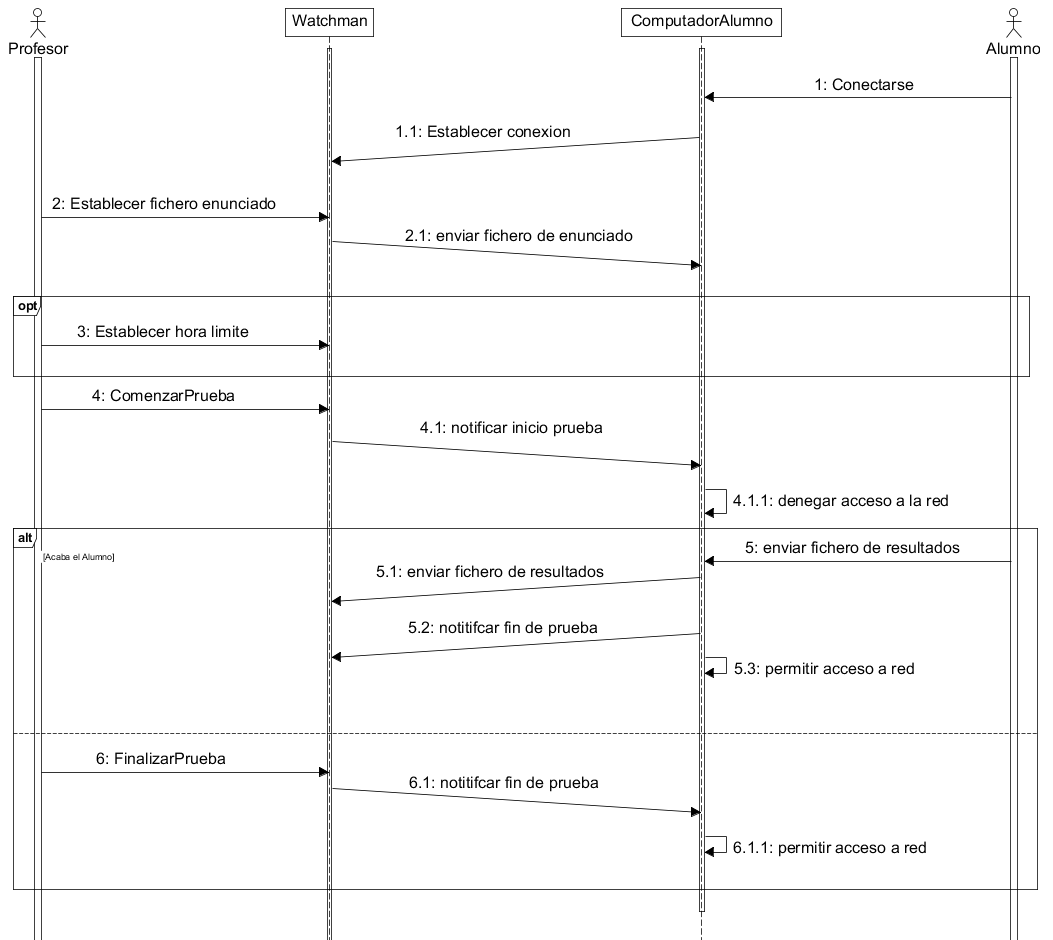 Watchman
ComputadorAlumno
Profesor
Alumno
1: Conectarse
1.1: Establecer conexion
2: Establecer fichero enunciado
2.1: enviar fichero de enunciado
opt
3: Establecer hora limite
4: ComenzarPrueba
4.1: notificar inicio prueba
4.1.1: denegar acceso a la red
alt
[Acaba el Alumno]
5: enviar fichero de resultados
5.1: enviar fichero de resultados
5.2: notitifcar fin de prueba
5.3: permitir acceso a red
6: FinalizarPrueba
6.1: notitifcar fin de prueba
6.1.1: permitir acceso a red